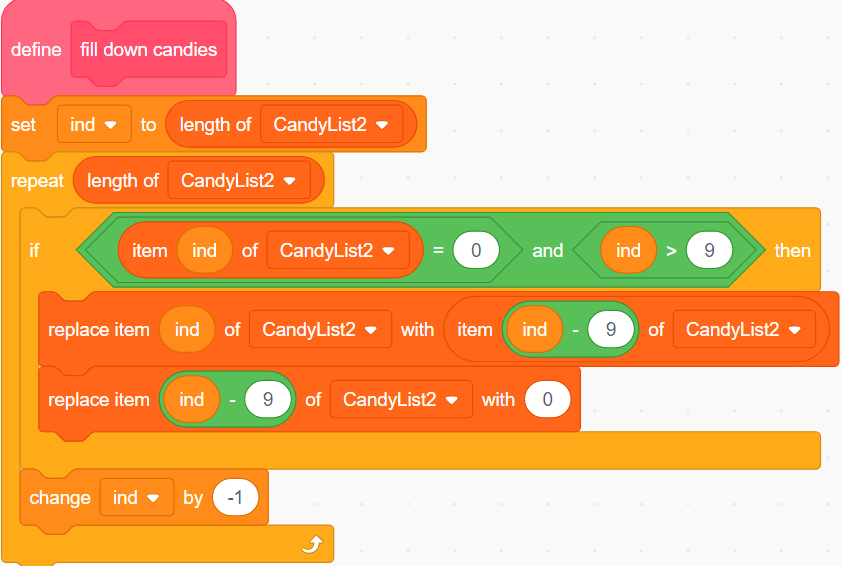 define fill down candies
set ind to length of CandyList2
repeat length of CandyList2
if item ind of CandyList2 = 0 and ind > 9 then
replace item ind of CandyList2 with item ind - 9 of CandyList2
replace item ind - 9 of CandyList2 with 0
change ind by -1